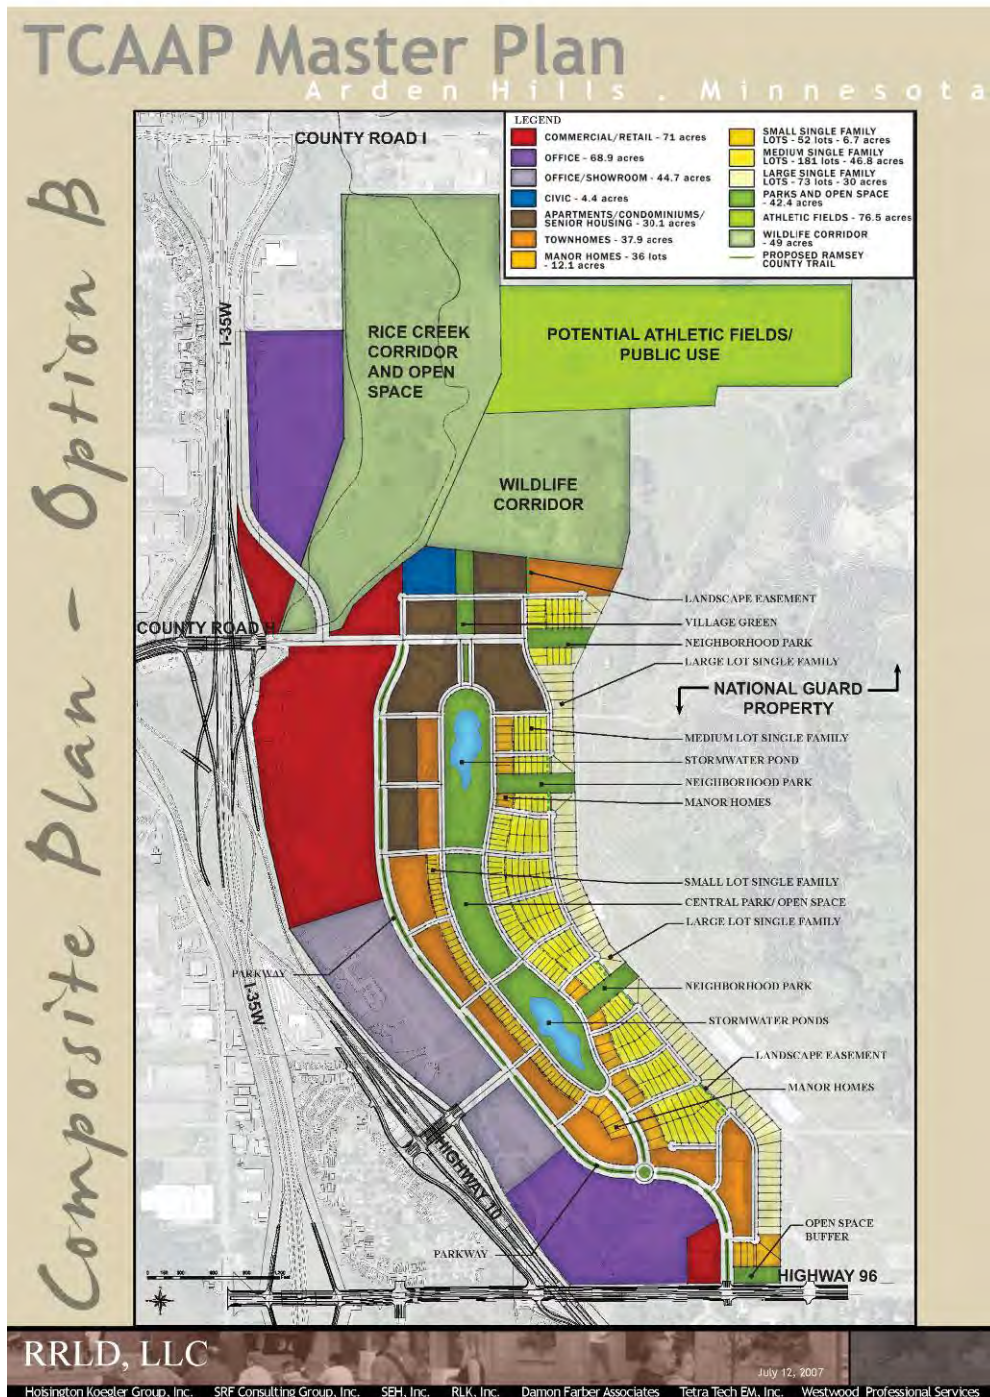 TCAAP Master Plan
Arden Hills . Minnesota
Composite Plan - Option B
LEGEND
COMMERCIAL/RETAIL - 71 acres
OFFICE - 68.9 acres
OFFICE/SHOWROOM - 44.7 acres
CIVIC - 4.4 acres
APARTMENTS/CONDOMINIUMS/
SENIOR HOUSING - 30.1 acres
TOWNHOMES - 37.9 acres
MANOR HOMES - 36 lots
- 12.1 acres
SMALL SINGLE FAMILY
LOTS - 52 lots - 6.7 acres
MEDIUM SINGLE FAMILY
LOTS - 181 lots - 46.8 acres
LARGE SINGLE FAMILY
LOTS - 73 lots - 30 acres
PARKS AND OPEN SPACE
- 42.4 acres
ATHLETIC FIELDS - 76.5 acres
WILDLIFE CORRIDOR
- 49 acres
PROPOSED RAMSEY
COUNTY TRAIL
COUNTY ROAD I
I-35W
RICE CREEK
CORRIDOR
AND OPEN
SPACE
POTENTIAL ATHLETIC FIELDS/
PUBLIC USE
WILDLIFE
CORRIDOR
LANDSCAPE EASEMENT
VILLAGE GREEN
COUNTY ROAD H
NEIGHBORHOOD PARK
LARGE LOT SINGLE FAMILY
NATIONAL GUARD
PROPERTY
MEDIUM LOT SINGLE FAMILY
STORMWATER POND
NEIGHBORHOOD PARK
MANOR HOMES
SMALL LOT SINGLE FAMILY
CENTRAL PARK/ OPEN SPACE
LARGE LOT SINGLE FAMILY
PARKWAY
I-35W
NEIGHBORHOOD PARK
STORMWATER PONDS
LANDSCAPE EASEMENT
MANOR HOMES
HIGHWAY 10
OPEN SPACE
BUFFER
PARKWAY
HIGHWAY 96
RRLD, LLC
July 12, 2007
Hoisington Koegler Group, Inc. SRF Consulting Group, Inc. SEH, Inc. RLK, Inc. Damon Farber Associates Tetra Tech EM, Inc. Westwood Professional Services